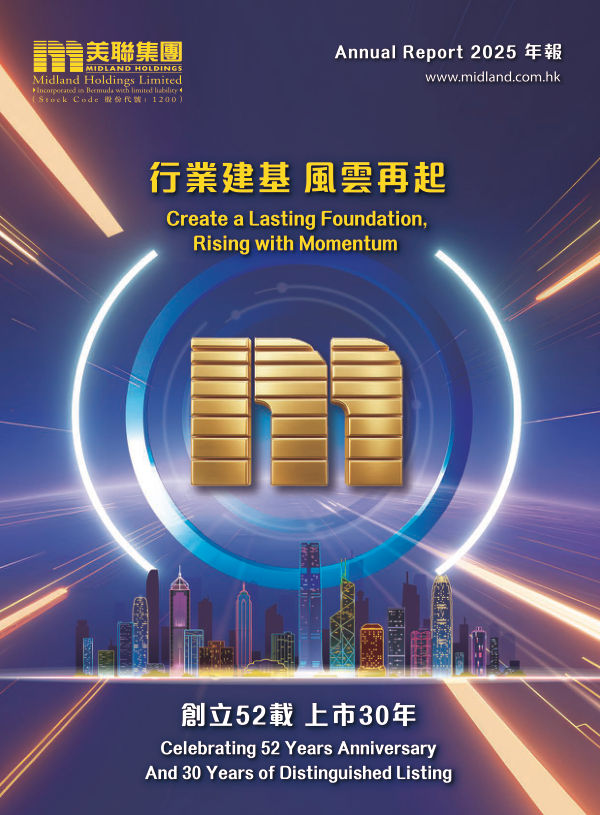 美聯集團
MIDLAND HOLDINGS
Midland Holdings Limited
Incorporated in Bermuda with limited liability
(Stock Code 股份代號: 1200)
Annual Report 2025 年報
www.midland.com.hk
行業建基 風雲再起
Create a Lasting Foundation,
Rising with Momentum
創立52載 上市30年
Celebrating 52 Years Anniversary
And 30 Years of Distinguished Listing